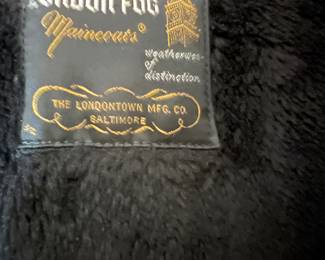 LONDON FOG
Maincoats®
weatherwear
of
distinction
THE LONDONTOWN MFG. CO.
BALTIMORE